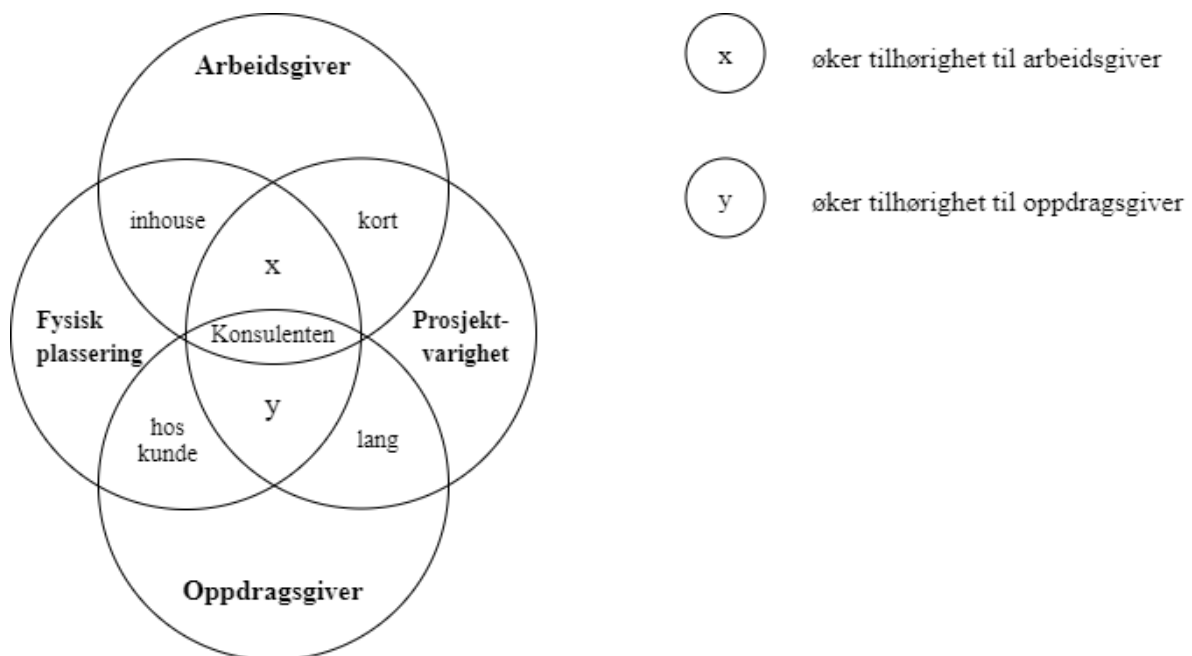 Arbeidsgiver
inhouse
kort
x
Fysisk
plassering
Konsulenten
Prosjekt-
varighet
y
hos
kunde
lang
Oppdragsgiver
x øker tilhørighet til arbeidsgiver
y øker tilhørighet til oppdragsgiver